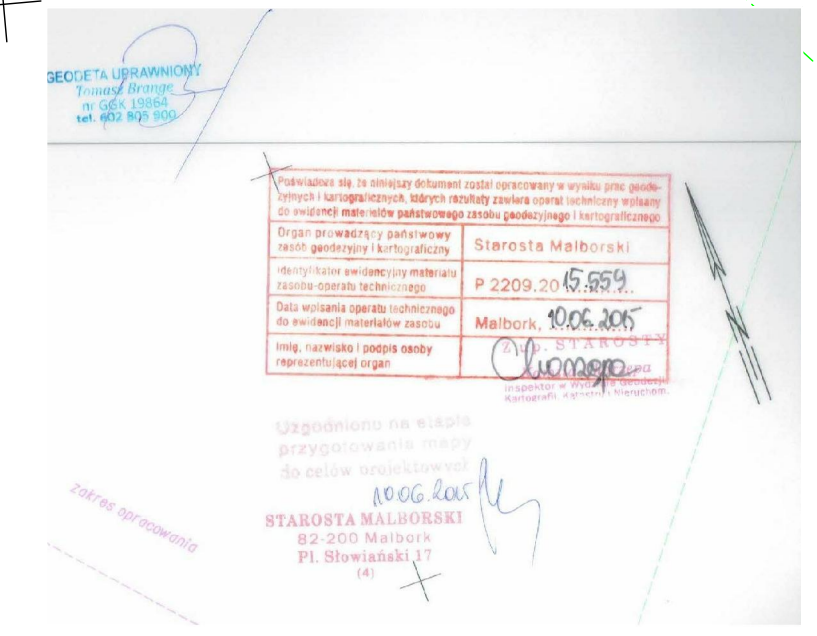 GEODETA UPRAWNIONY
Tomasz Brange
nr GGK 19864
tel. 602 805 900
Poświadcza się, że niniejszy dokument został opracowany w wyniku prac geode-
zyjnych i kartograficznych, których rezultaty zawiera operat techniczny wpisany
do ewidencji materiałów państwowego zasobu geodezyjnego i kartograficznego
Organ prowadzący państwowy
zasób geodezyjny i kartograficzny
Starosta Malborski
Identyfikator ewidencyjny materiału
zasobu-operatu technicznego
P 2209.2015.559
Data wpisania operatu technicznego
do ewidencji materiałów zasobu
Malbork, 10.06.2015
Imię, nazwisko i podpis osoby
reprezentującej organ
Z up. STAROSTY
Inspektor w Wydziale Geodezji
Kartografii, Katastru i Nieruchom.
Uzgodniono na etapie
przygotowania mapy
do celów projektowych
10.06.2015
STAROSTA MALBORSKI
82-200 Malbork
Pl. Słowiański 17
(4)
Zakres opracowania
N